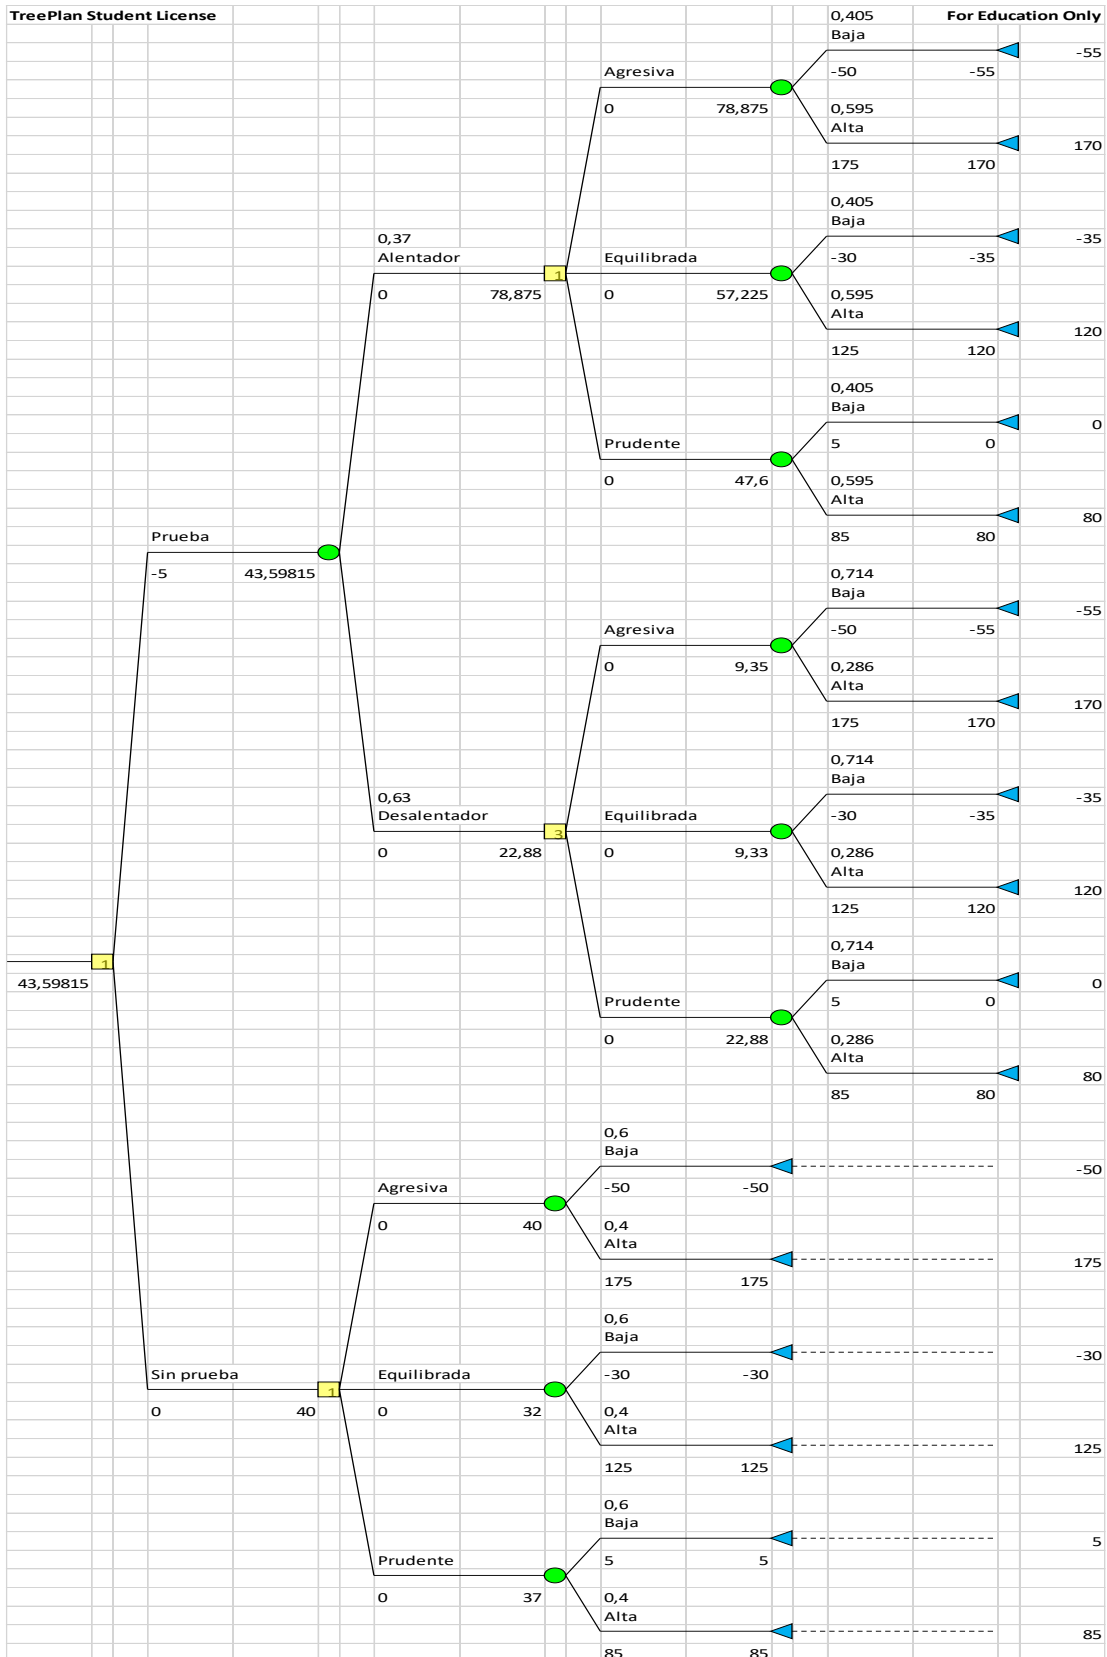 TreePlan Student License 0,405 For Education Only
Baja
-55
Agresiva -50 -55
0 78,875 0,595
Alta
170
175 170
0,405
0,37 Baja
-35
Alentador Equilibrada -30 -35
1
0 78,875 0 57,225 0,595
Alta
120
125 120
0,405
Baja
0
Prudente 5 0
0 47,6 0,595
Alta
80
Prueba 85 80
-5 43,59815 0,714
Baja
-55
Agresiva -50 -55
0 9,35 0,286
Alta
170
175 170
0,714
0,63 Baja
-35
Desalentador Equilibrada -30 -35
3
0 22,88 0 9,33 0,286
Alta
120
125 120
0,714
1 Baja
43,59815 0
Prudente 5 0
0 22,88 0,286
Alta
80
85 80
0,6
Baja
-50
Agresiva -50 -50
0 40 0,4
Alta
175
175 175
0,6
Baja
-30
Sin prueba Equilibrada -30 -30
1
0 40 0 32 0,4
Alta
125
125 125
0,6
Baja
5
Prudente 5 5
0 37 0,4
Alta
85
85 85